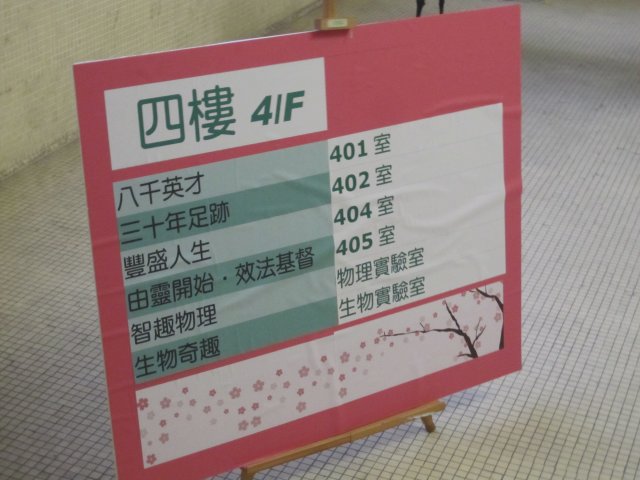 四樓 4/F
八千英才 401 室
三十年足跡 402 室
豐盛人生 404 室
由靈開始．效法基督 405 室
智趣物理 物理實驗室
生物奇趣 生物實驗室